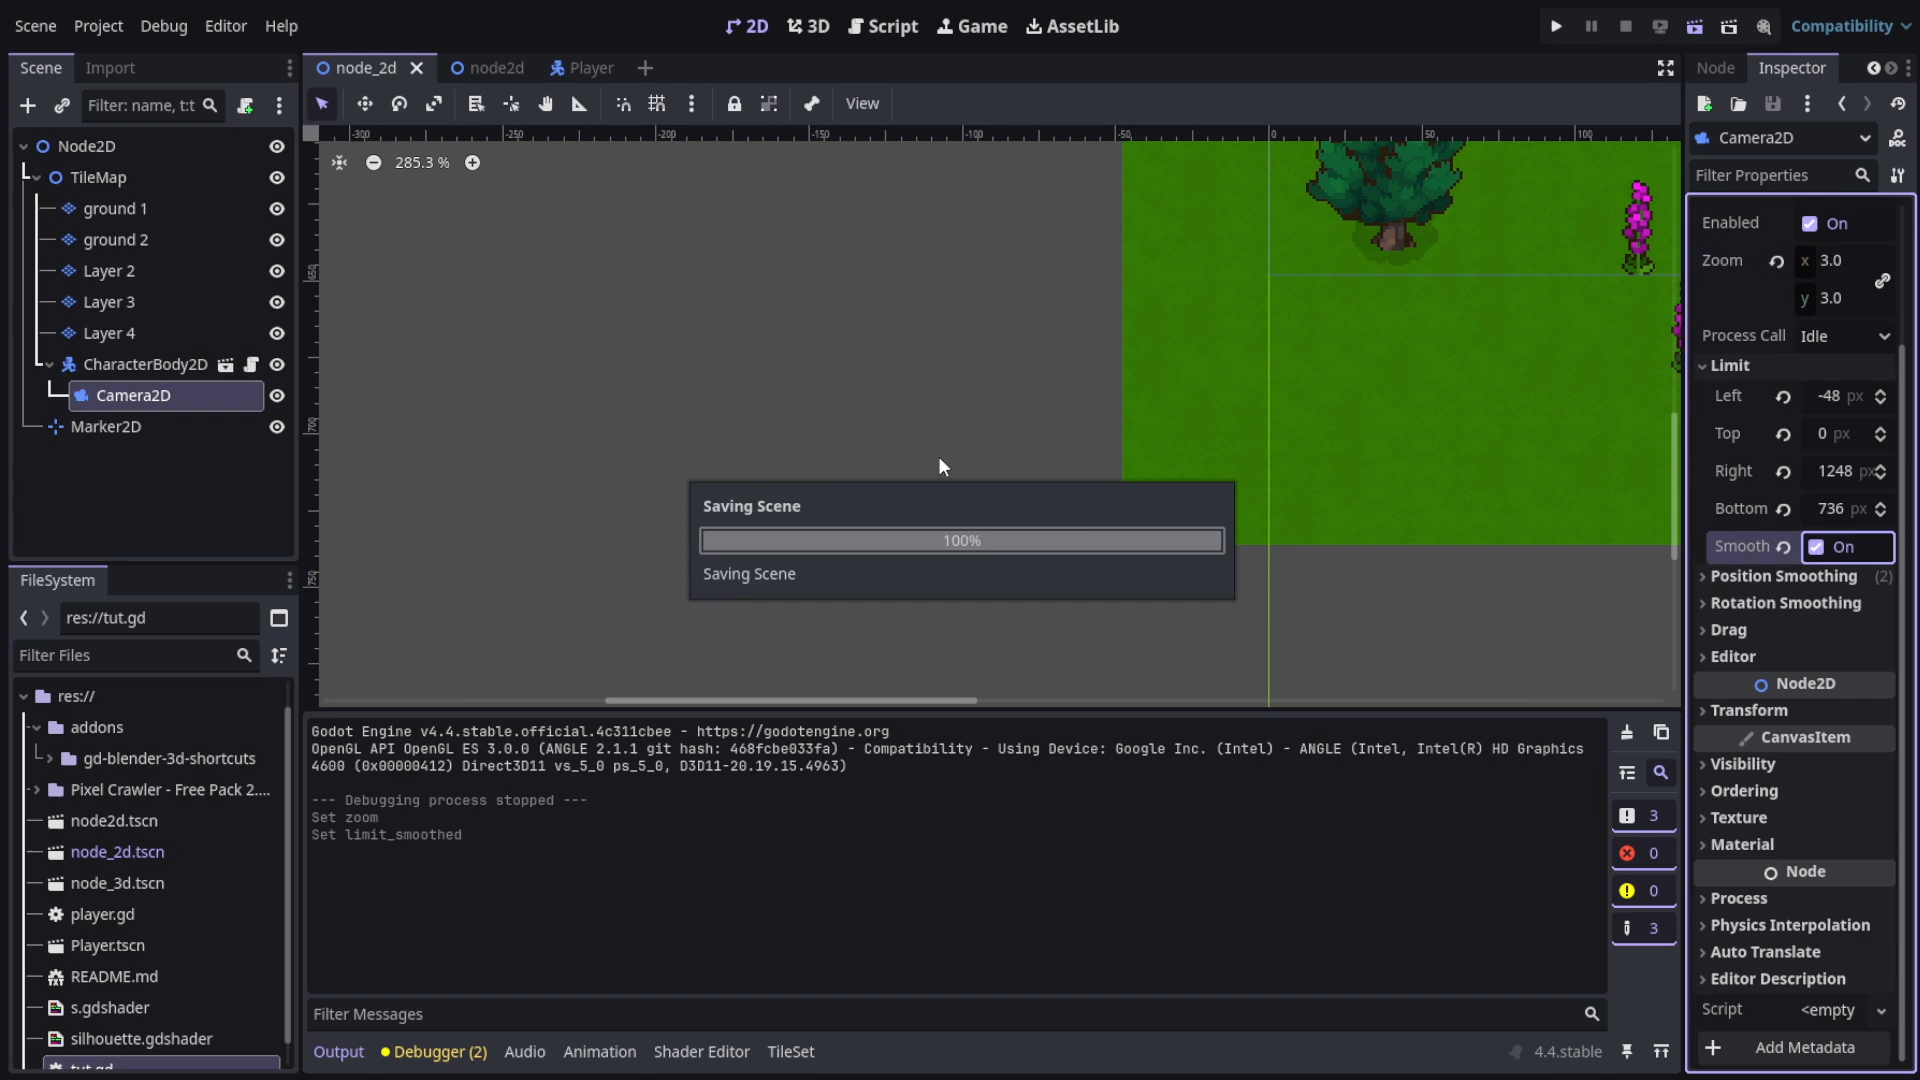 Scene Project Debug Editor Help
2D 3D Script Game AssetLib
Compatibility
Scene Import
node_2d node2d Player
Node Inspector
Filter: name, t:t
View
Camera2D
Filter Properties
-300 -250 -200 -150 -100 -50 0 50 100
285.3 %
650
700
750
Node2D
TileMap
ground 1
ground 2
Layer 2
Layer 3
Layer 4
CharacterBody2D
Camera2D
Marker2D
FileSystem
res://tut.gd
Filter Files
res://
addons
gd-blender-3d-shortcuts
Pixel Crawler - Free Pack 2....
node2d.tscn
node_2d.tscn
node_3d.tscn
player.gd
Player.tscn
README.md
s.gdshader
silhouette.gdshader
tut.gd
Saving Scene
100%
Saving Scene
Godot Engine v4.4.stable.official.4c311cbee - https://godotengine.org
OpenGL API OpenGL ES 3.0.0 (ANGLE 2.1.1 git hash: 468fcbe033fa) - Compatibility - Using Device: Google Inc. (Intel) - ANGLE (Intel, Intel(R) HD Graphics
4600 (0x00000412) Direct3D11 vs_5_0 ps_5_0, D3D11-20.19.15.4963)
--- Debugging process stopped ---
Set zoom
Set limit_smoothed
3
0
0
3
Filter Messages
Output Debugger (2) Audio Animation Shader Editor TileSet
4.4.stable
Enabled On
Zoom x 3.0
y 3.0
Process Call Idle
Limit
Left -48 px
Top 0 px
Right 1248 px
Bottom 736 px
Smooth On
Position Smoothing (2)
Rotation Smoothing
Drag
Editor
Node2D
Transform
CanvasItem
Visibility
Ordering
Texture
Material
Node
Process
Physics Interpolation
Auto Translate
Editor Description
Script <empty
Add Metadata